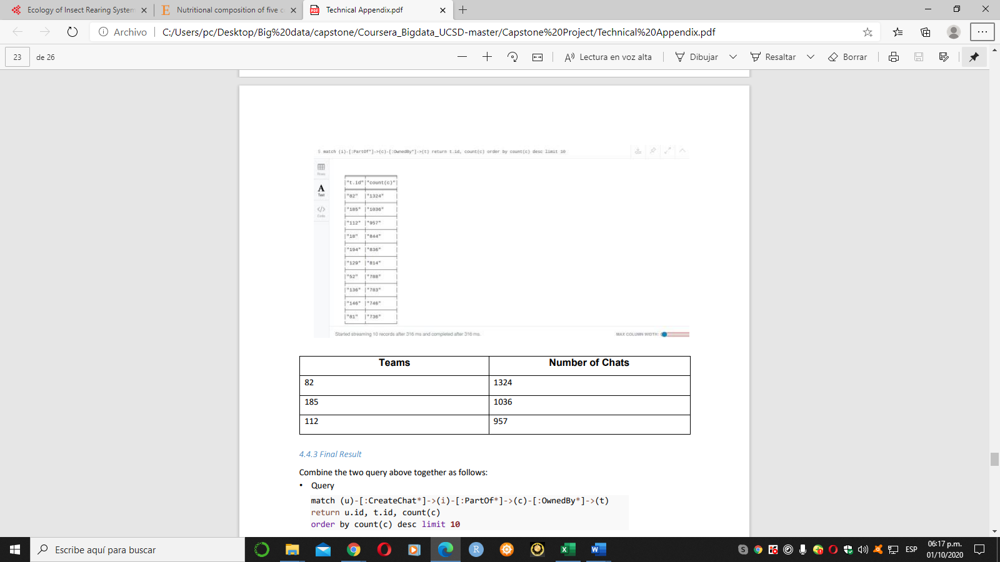 Ecology of Insect Rearing System
Nutritional composition of five c
Technical Appendix.pdf
Archivo
C:/Users/pc/Desktop/Big%20data/capstone/Coursera_Bigdata_UCSD-master/Capstone%20Project/Technical%20Appendix.pdf
23 de 26
Lectura en voz alta
Dibujar
Resaltar
Borrar
$ match (i)-[:PartOf*]->(c)-[:OwnedBy*]->(t) return t.id, count(c) order by count(c) desc limit 10
Rows
A
Text
</>
Code
"t.id" "count(c)"
"82" "1324"
"185" "1036"
"112" "957"
"18" "844"
"194" "836"
"129" "814"
"52" "788"
"136" "783"
"146" "746"
"81" "736"
Started streaming 10 records after 316 ms and completed after 316 ms.
MAX COLUMN WIDTH:
Teams Number of Chats
82 1324
185 1036
112 957
4.4.3 Final Result
Combine the two query above together as follows:
• Query
match (u)-[:CreateChat*]->(i)-[:PartOf*]->(c)-[:OwnedBy*]->(t)
return u.id, t.id, count(c)
order by count(c) desc limit 10
Escribe aquí para buscar
ESP
06:17 p.m.
01/10/2020